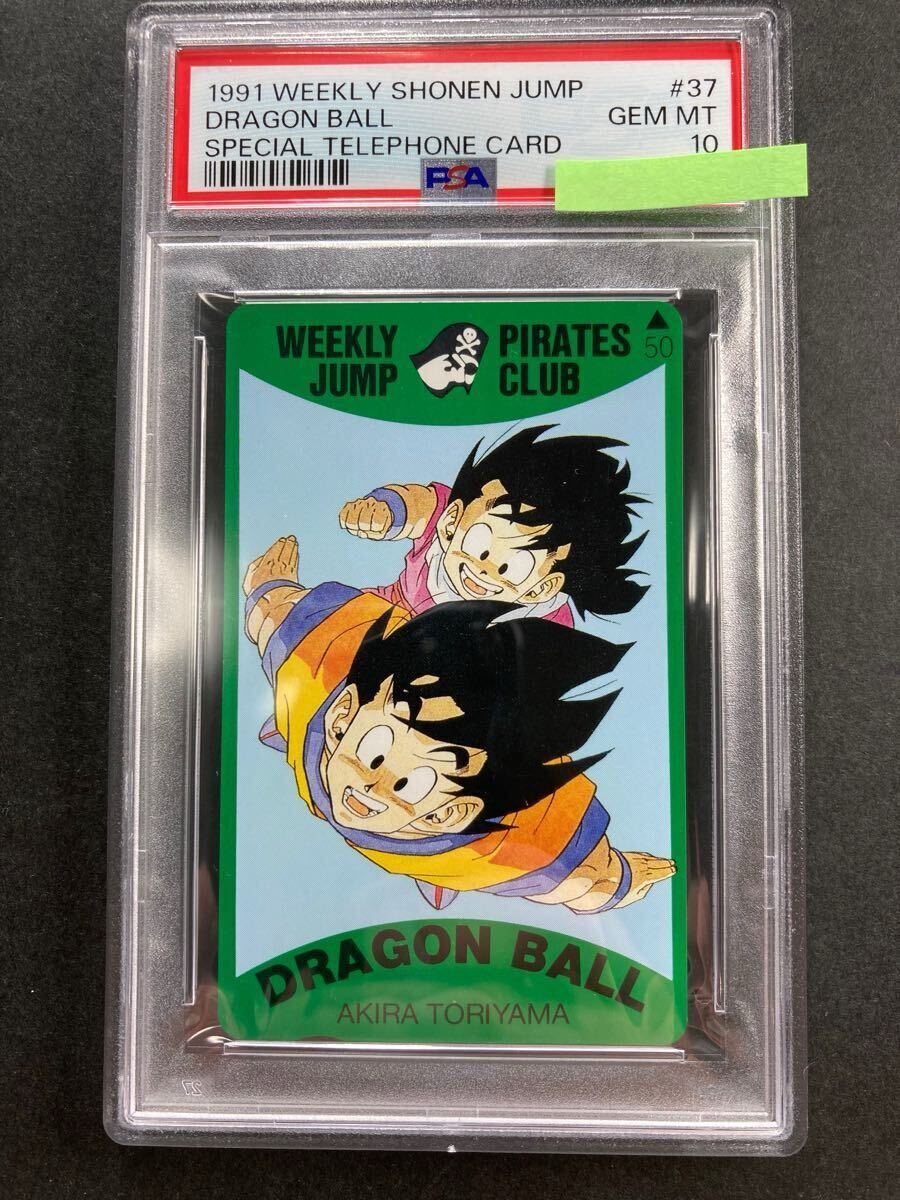 1991 WEEKLY SHONEN JUMP #37
DRAGON BALL GEM MT
SPECIAL TELEPHONE CARD 10
PSA
WEEKLY PIRATES
JUMP CLUB
50
DRAGON BALL
AKIRA TORIYAMA
27